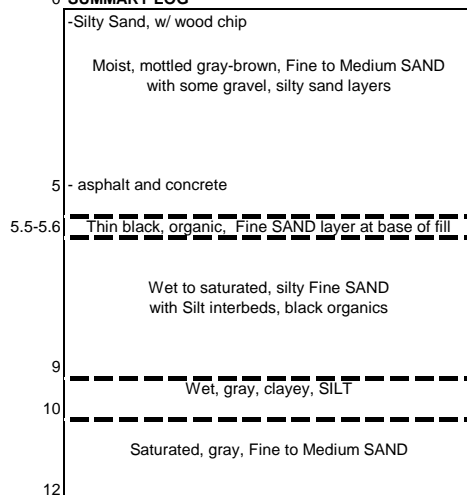 SUMMARY LOG
-Silty Sand, w/ wood chip
Moist, mottled gray-brown, Fine to Medium SAND
with some gravel, silty sand layers
5 - asphalt and concrete
5.5-5.6 Thin black, organic, Fine SAND layer at base of fill
Wet to saturated, silty Fine SAND
with Silt interbeds, black organics
9
Wet, gray, clayey, SILT
10
Saturated, gray, Fine to Medium SAND
12